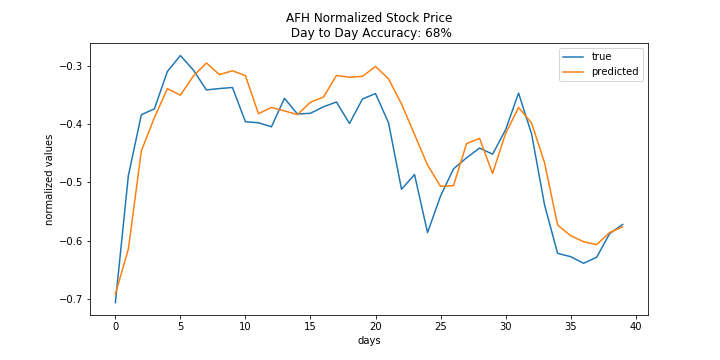 AFH Normalized Stock Price
Day to Day Accuracy: 68%
true
predicted
normalized values
−0.3
−0.4
−0.5
−0.6
−0.7
0 5 10 15 20 25 30 35 40
days